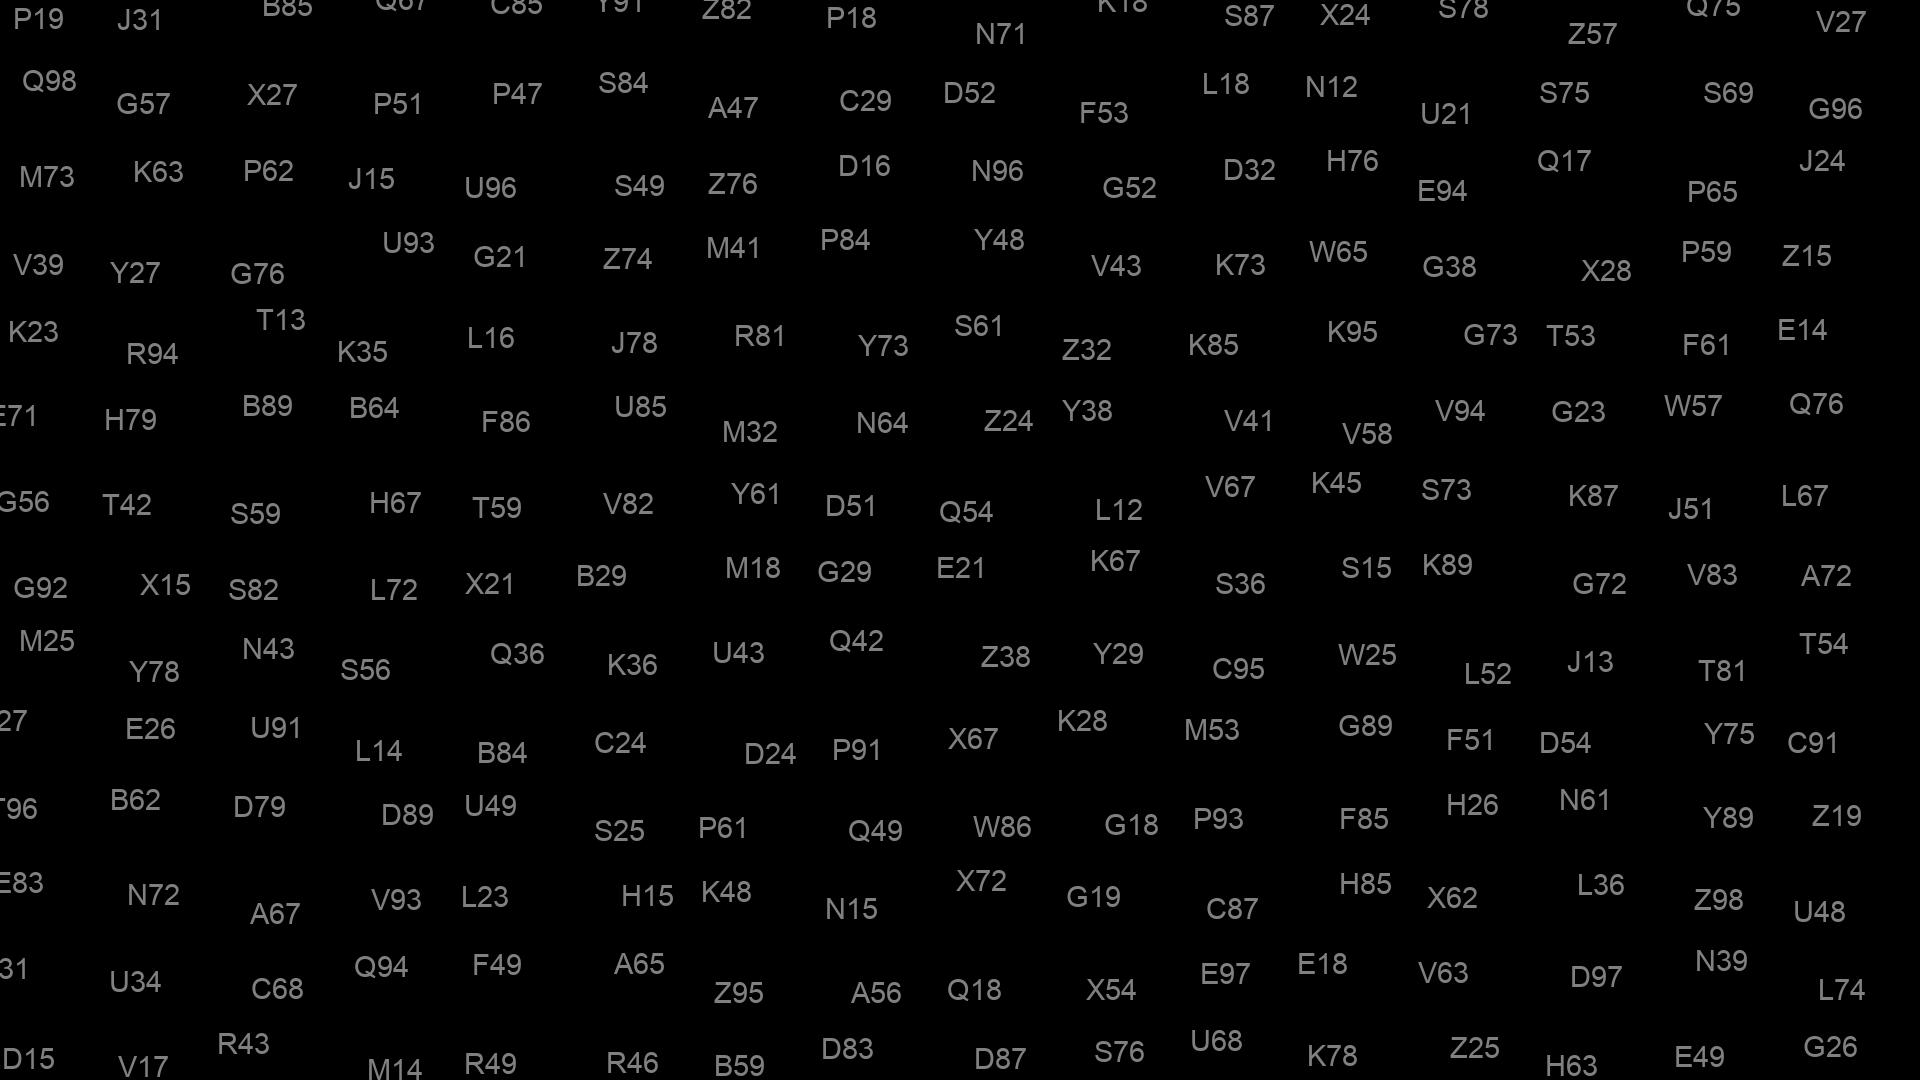 P19 J31 B85 Q67 C85 Y91 Z82 P18 N71 K18 S87 X24 S78 Z57 Q75 V27
Q98 G57 X27 P51 P47 S84 A47 C29 D52 F53 L18 N12 U21 S75 S69 G96
M73 K63 P62 J15 U96 S49 Z76 D16 N96 G52 D32 H76 E94 Q17 P65 J24
V39 Y27 G76 U93 G21 Z74 M41 P84 Y48 V43 K73 W65 G38 X28 P59 Z15
K23 R94 T13 K35 L16 J78 R81 Y73 S61 Z32 K85 K95 G73 T53 F61 E14
E71 H79 B89 B64 F86 U85 M32 N64 Z24 Y38 V41 V58 V94 G23 W57 Q76
G56 T42 S59 H67 T59 V82 Y61 D51 Q54 L12 V67 K45 S73 K87 J51 L67
G92 X15 S82 L72 X21 B29 M18 G29 E21 K67 S36 S15 K89 G72 V83 A72
M25 Y78 N43 S56 Q36 K36 U43 Q42 Z38 Y29 C95 W25 L52 J13 T81 T54
27 E26 U91 L14 B84 C24 D24 P91 X67 K28 M53 G89 F51 D54 Y75 C91
T96 B62 D79 D89 U49 S25 P61 Q49 W86 G18 P93 F85 H26 N61 Y89 Z19
E83 N72 A67 V93 L23 H15 K48 N15 X72 G19 C87 H85 X62 L36 Z98 U48
31 U34 C68 Q94 F49 A65 Z95 A56 Q18 X54 E97 E18 V63 D97 N39 L74
D15 V17 R43 M14 R49 R46 B59 D83 D87 S76 U68 K78 Z25 H63 E49 G26